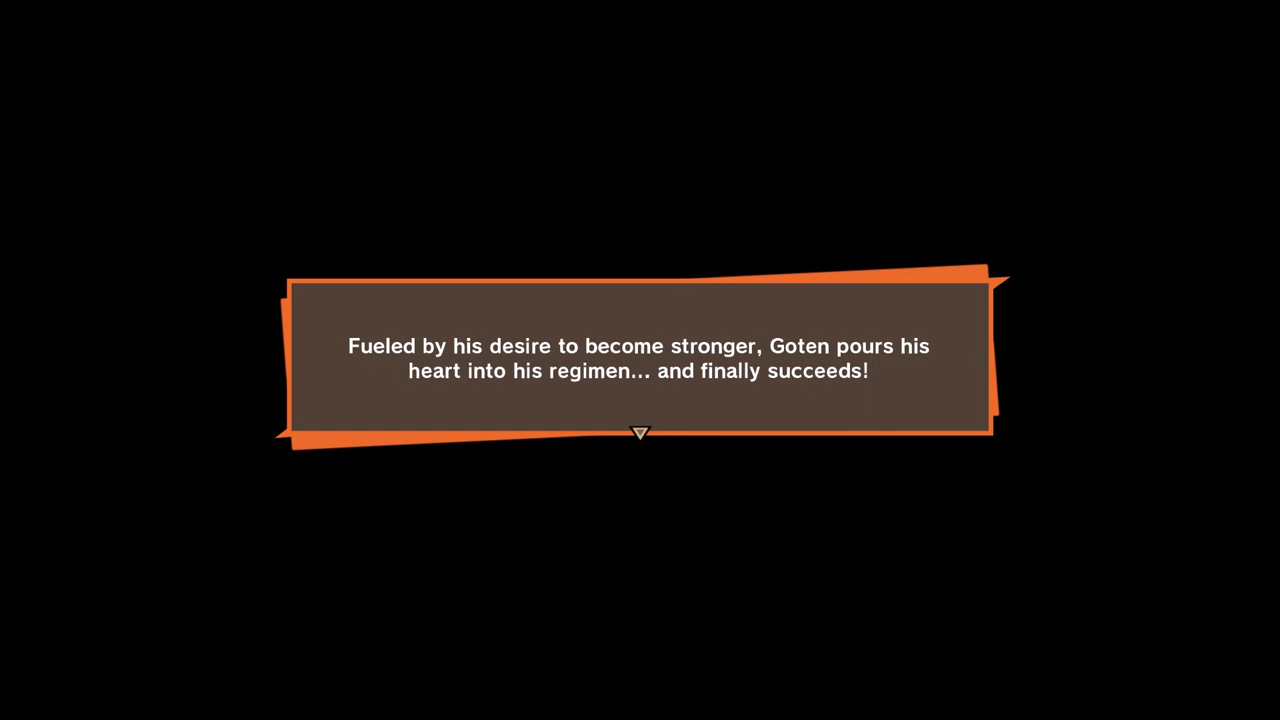 Fueled by his desire to become stronger, Goten pours his
heart into his regimen... and finally succeeds!